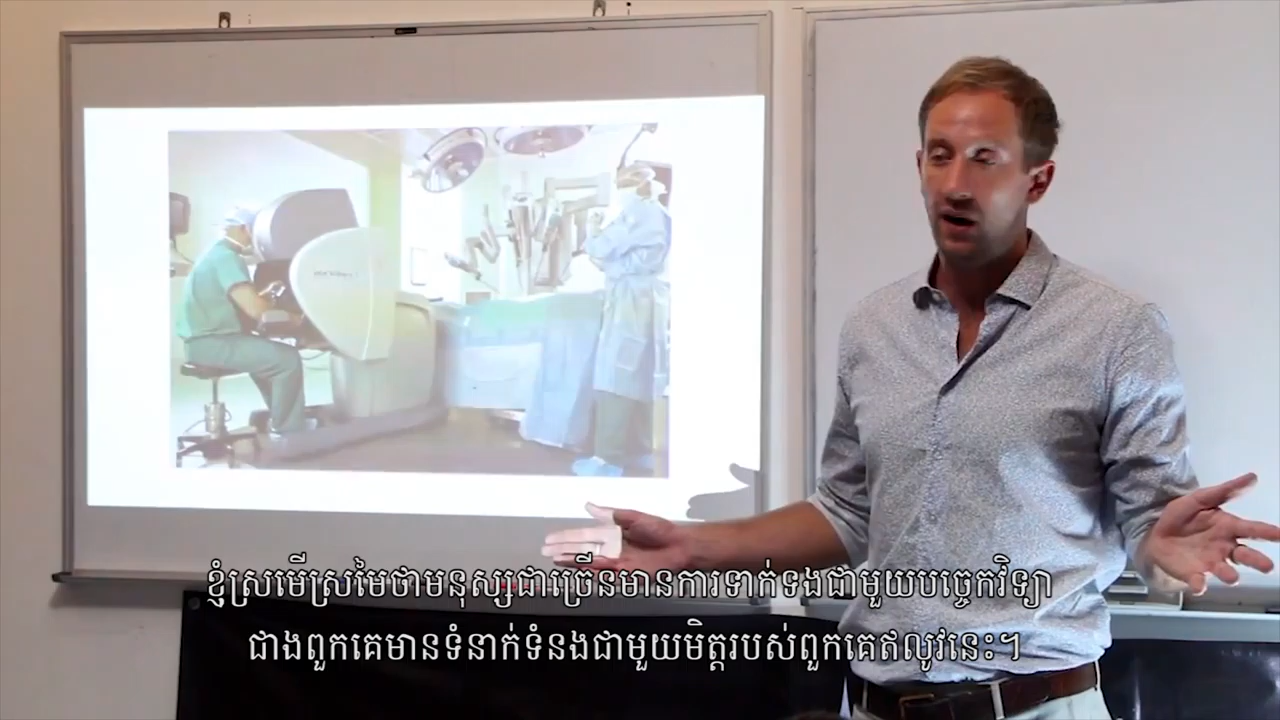 ខ្ញុំស្រមើស្រមៃថាមនុស្សជាច្រើនមានការទាក់ទងជាមួយបច្ចេកវិទ្យា
ជាងពួកគេមានទំនាក់ទំនងជាមួយមិត្តរបស់ពួកគេឥលូវនេះ។